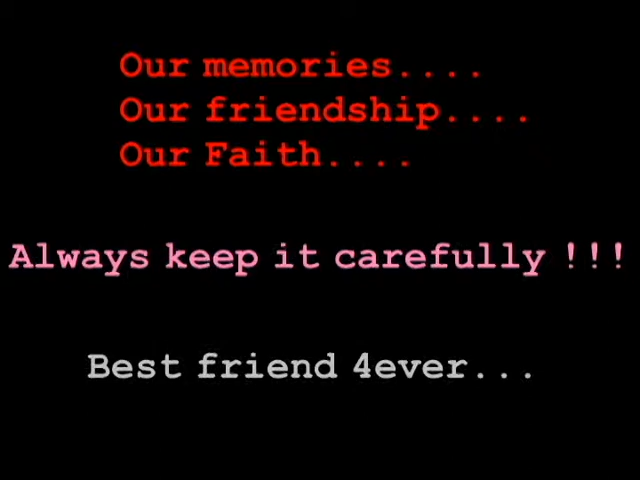 Our memories....
Our friendship....
Our Faith....
Always keep it carefully !!!
Best friend 4ever...